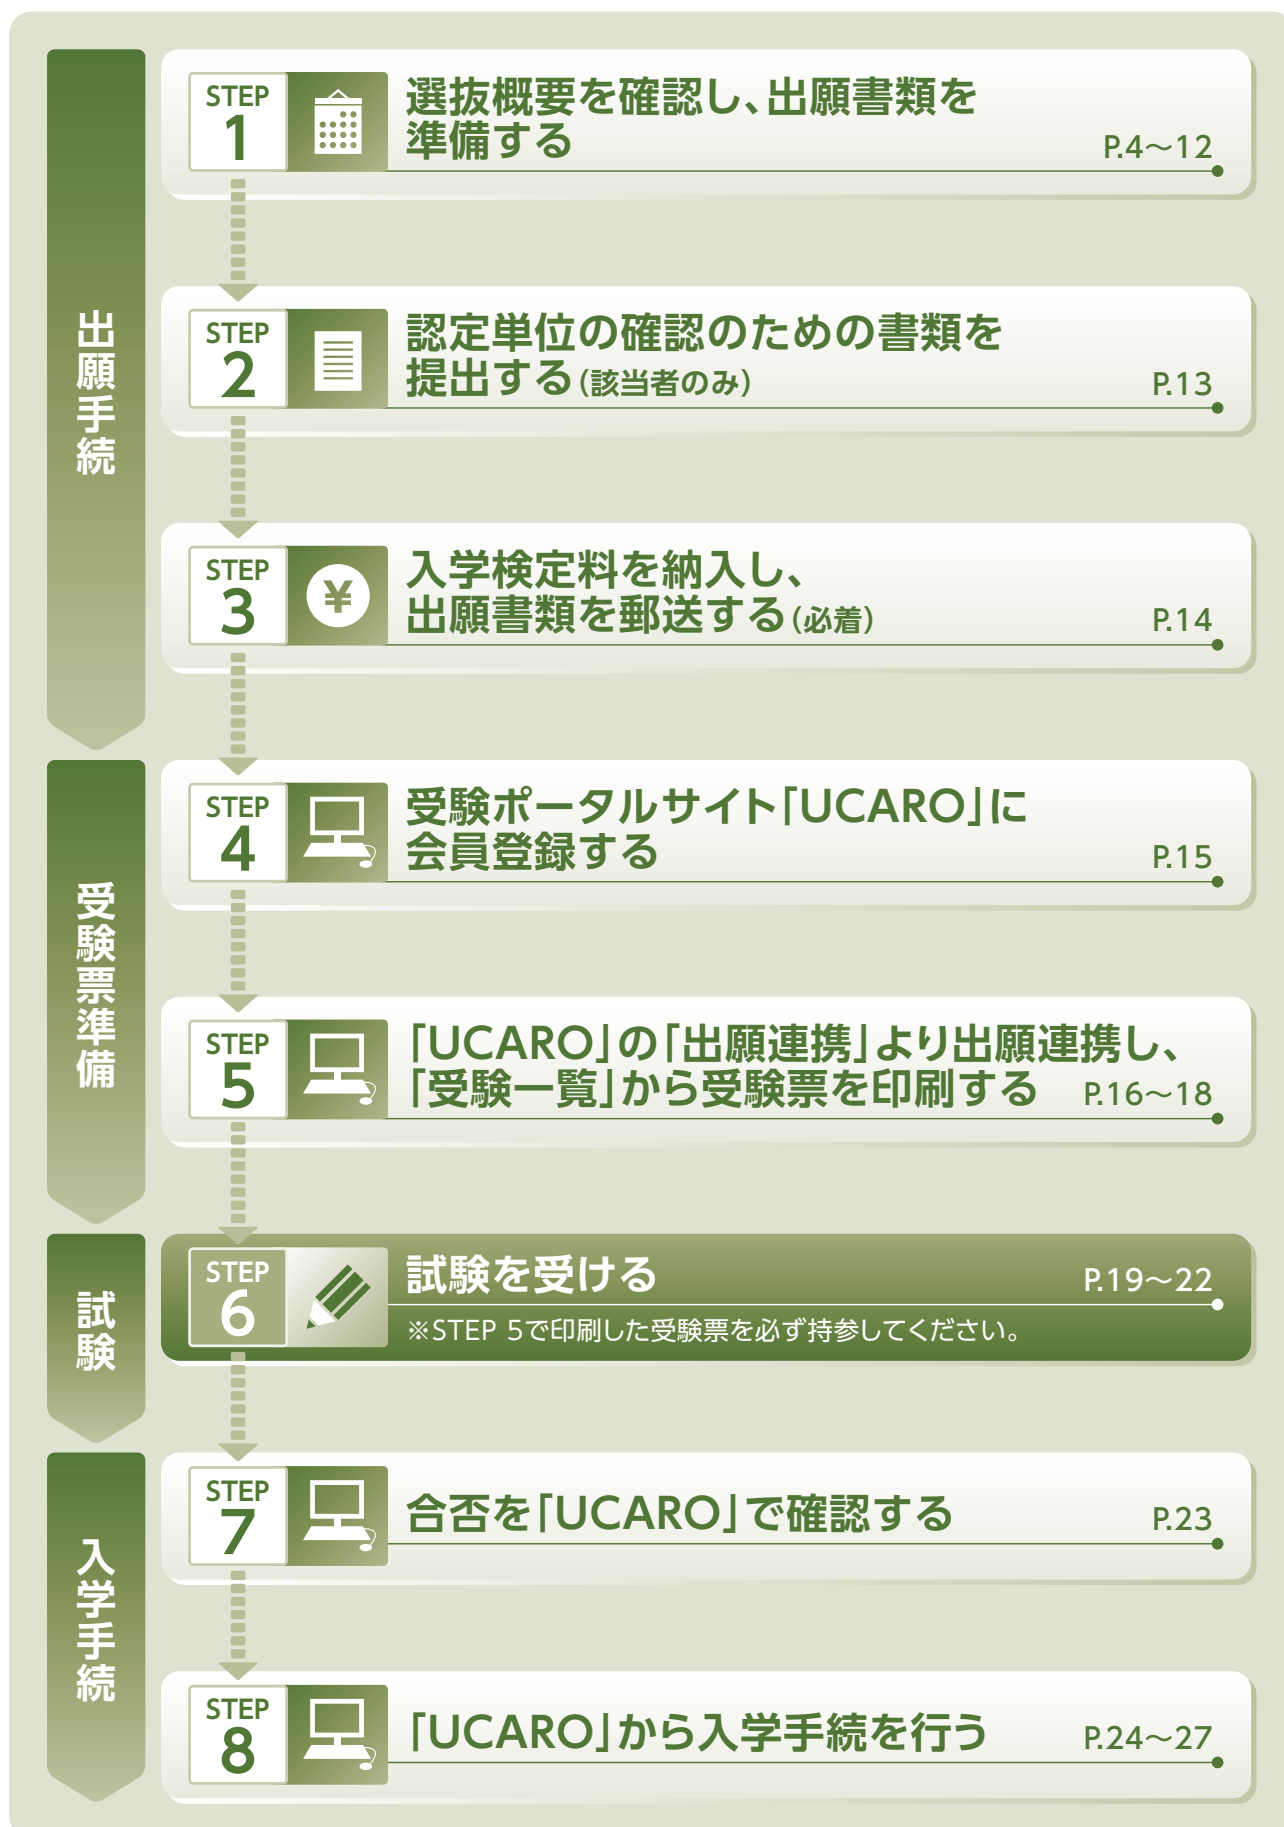 出願手続
STEP
1
選抜概要を確認し、出願書類を
準備する
P.4～12
STEP
2
認定単位の確認のための書類を
提出する(該当者のみ)
P.13
STEP
3
¥
入学検定料を納入し、
出願書類を郵送する(必着)
P.14
受験票準備
STEP
4
受験ポータルサイト「UCARO」に
会員登録する
P.15
STEP
5
「UCARO」の「出願連携」より出願連携し、
「受験一覧」から受験票を印刷する
P.16～18
試験
STEP
6
試験を受ける
P.19～22
※STEP 5で印刷した受験票を必ず持参してください。
入学手続
STEP
7
合否を「UCARO」で確認する
P.23
STEP
8
「UCARO」から入学手続を行う
P.24～27